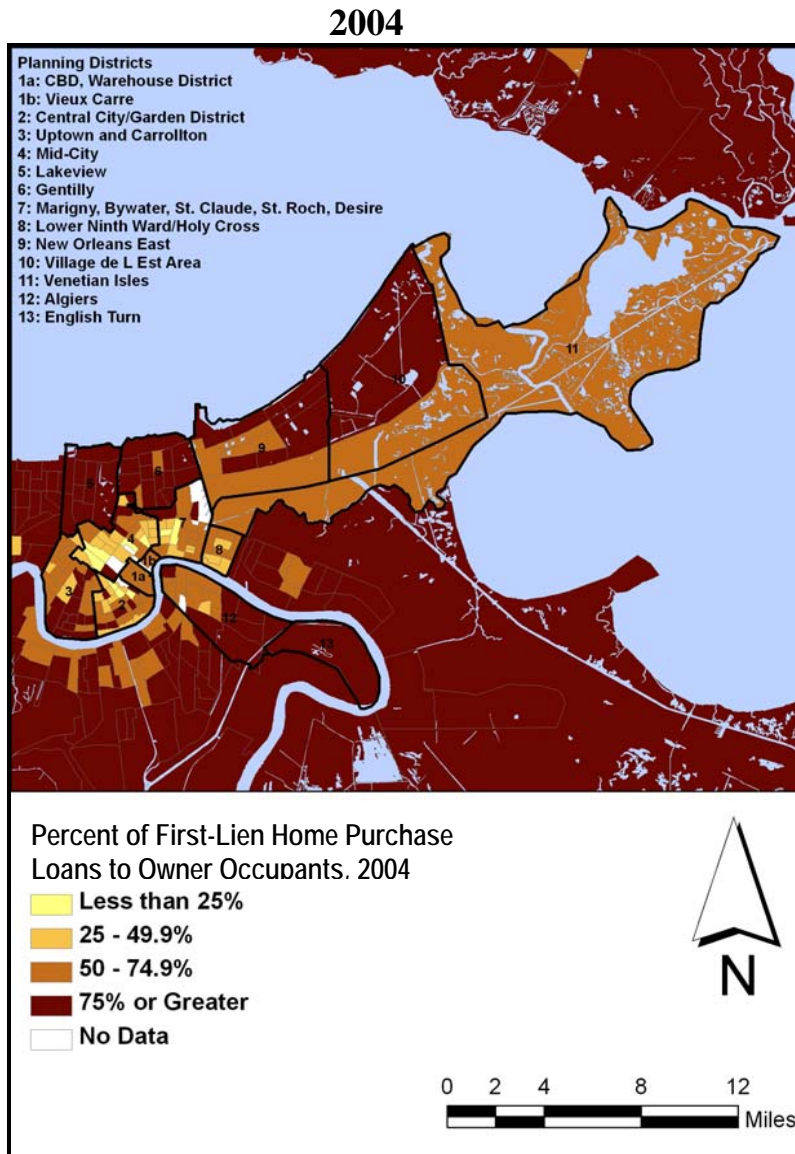 2004
Planning Districts
1a: CBD, Warehouse District
1b: Vieux Carre
2: Central City/Garden District
3: Uptown and Carrollton
4: Mid-City
5: Lakeview
6: Gentilly
7: Marigny, Bywater, St. Claude, St. Roch, Desire
8: Lower Ninth Ward/Holy Cross
9: New Orleans East
10: Village de L Est Area
11: Venetian Isles
12: Algiers
13: English Turn
11
10
9
6
5
4
8
1b
1a
3
2
12
13
Percent of First-Lien Home Purchase
Loans to Owner Occupants, 2004
Less than 25%
25 - 49.9%
50 - 74.9%
75% or Greater
No Data
N
0 2 4 8 12
Miles